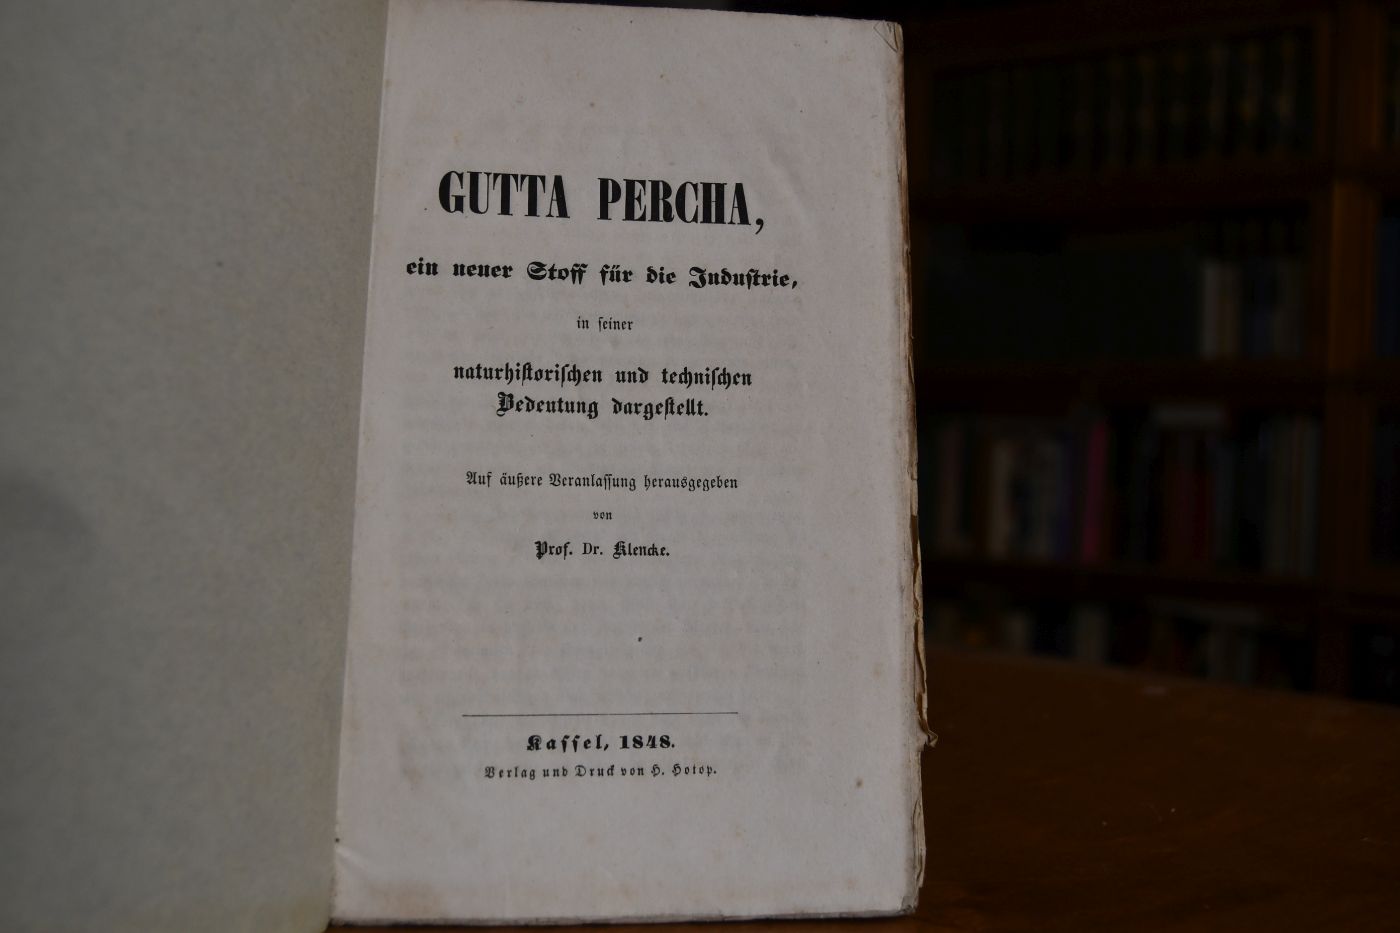 GUTTA PERCHA,
ein neuer Stoff für die Induſtrie,
in ſeiner
naturhiſtoriſchen und techniſchen
Bedeutung dargeſtellt.
Auf äußere Veranlaſſung herausgegeben
von
Prof. Dr. Klencke.
Kaſſel, 1848.
Verlag und Druck von H. Hotop.